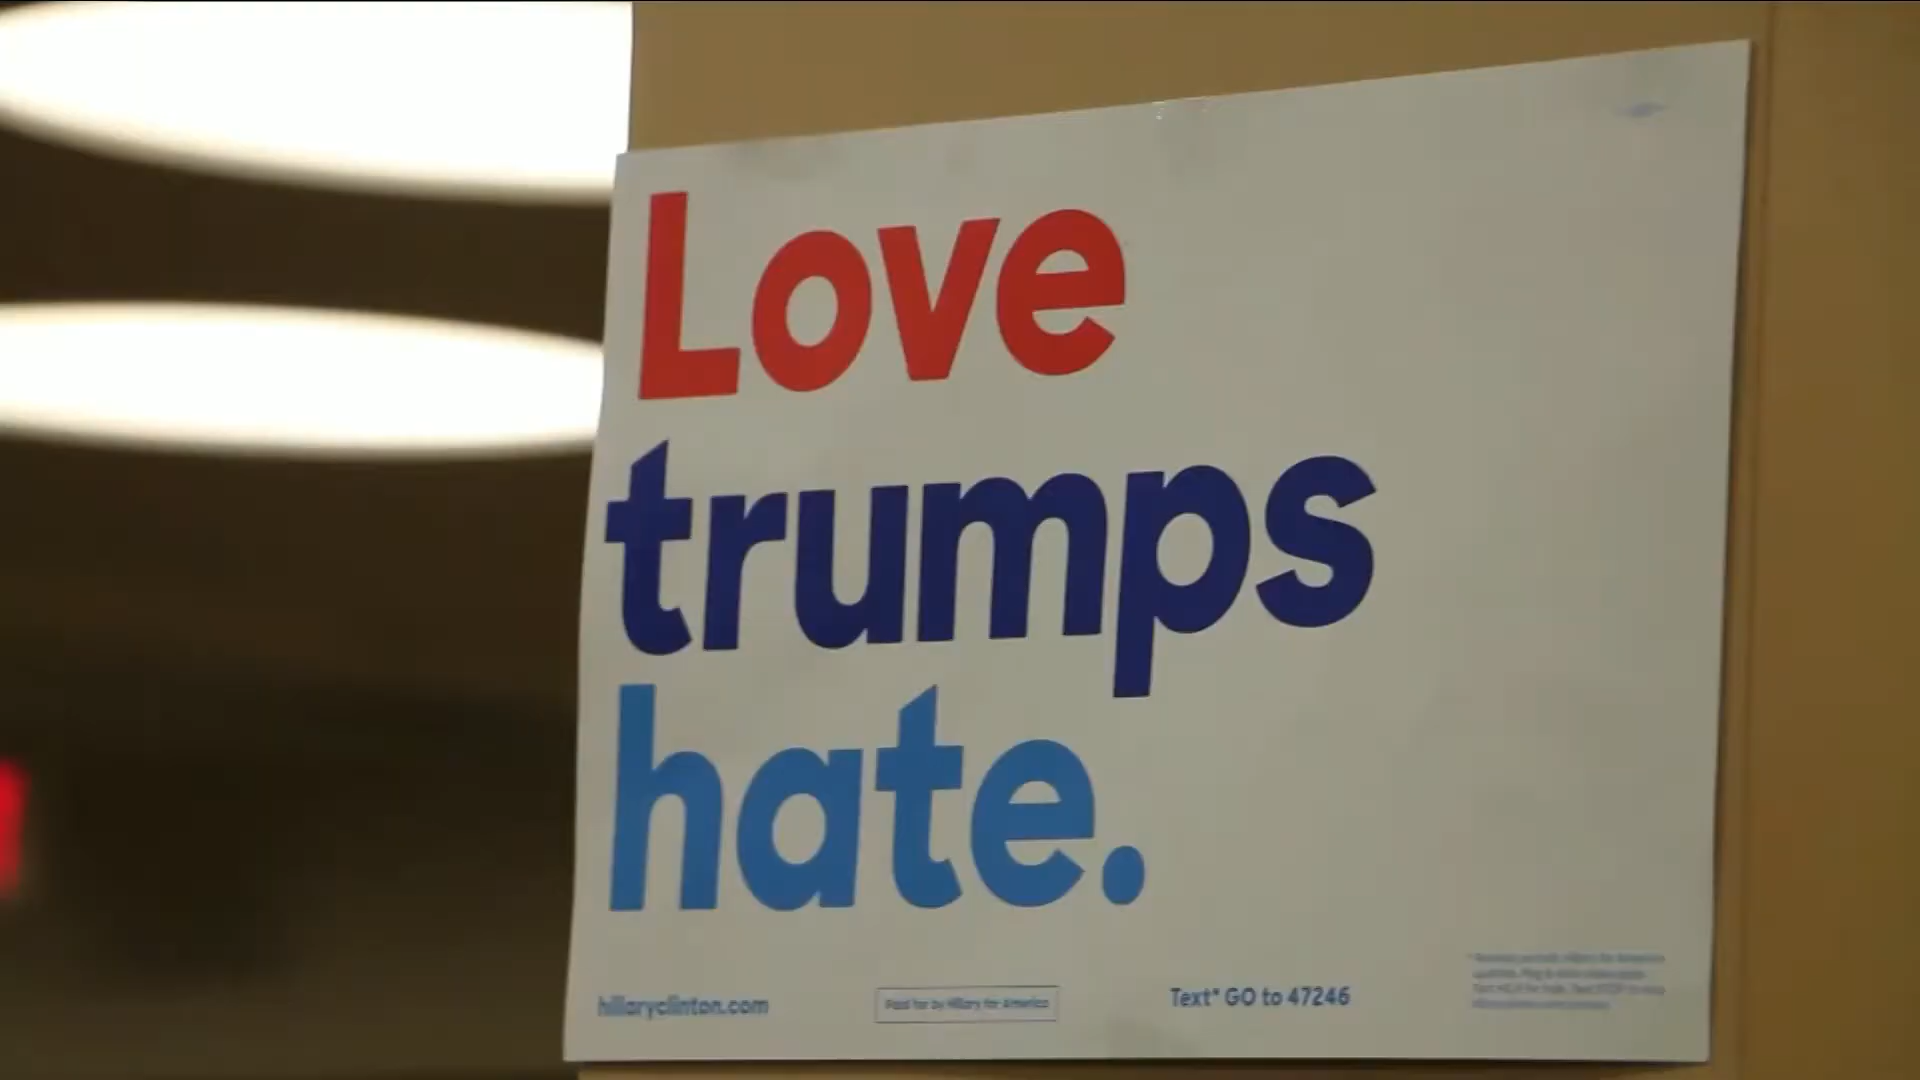 Love
trumps
hate.
hillaryclinton.com
Paid for by Hillary for America
Text* GO to 47246